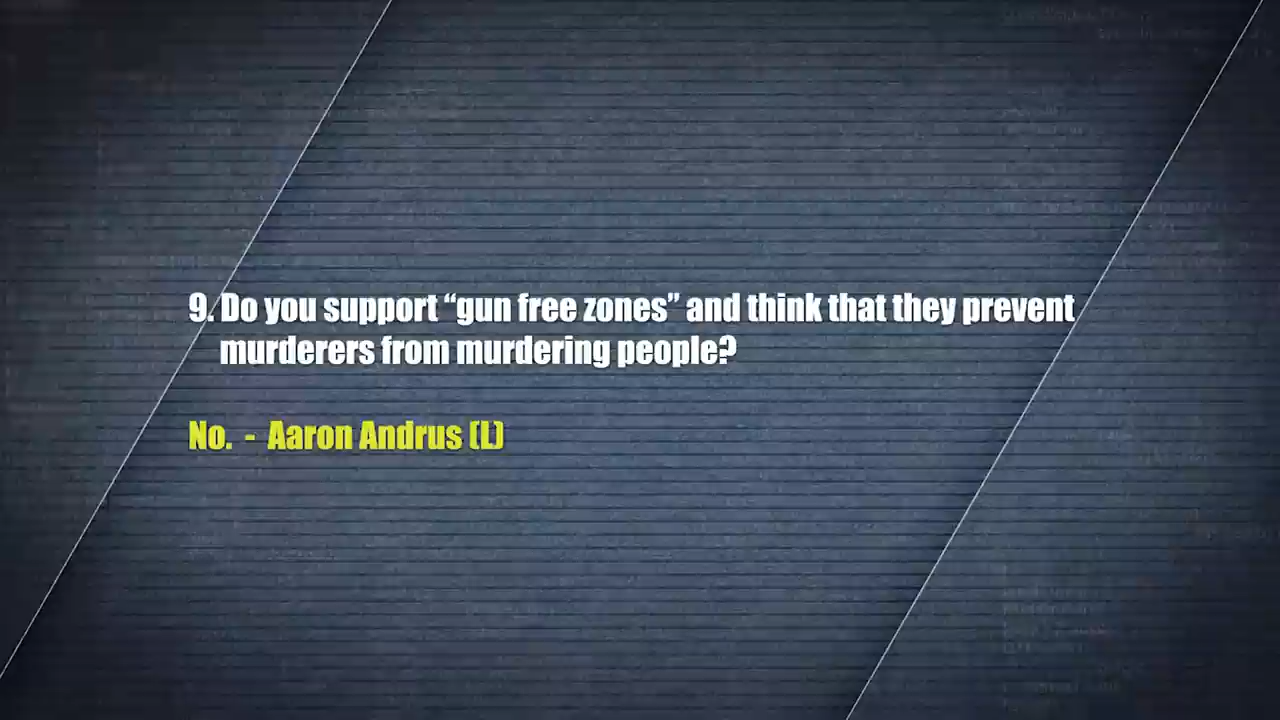 9. Do you support “gun free zones” and think that they prevent
murderers from murdering people?
No. - Aaron Andrus (L)